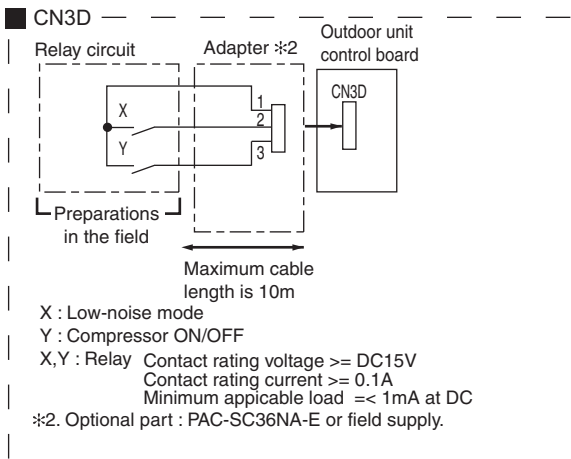 ■ CN3D
Relay circuit
Adapter ✻2
Outdoor unit
control board
CN3D
X
Y
1
2
3
Preparations
in the field
Maximum cable
length is 10m
X : Low-noise mode
Y : Compressor ON/OFF
X,Y : Relay Contact rating voltage >= DC15V
Contact rating current >= 0.1A
Minimum appicable load =< 1mA at DC
✻2. Optional part : PAC-SC36NA-E or field supply.